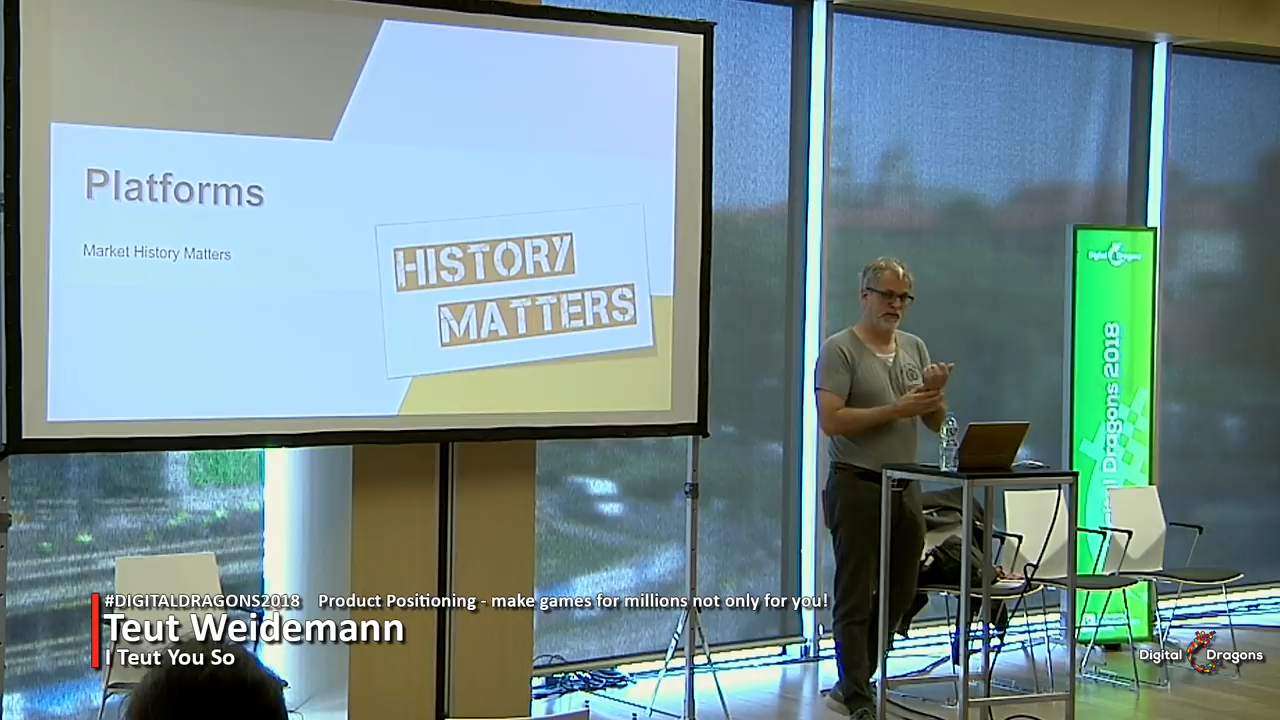 Platforms
Market History Matters
HISTORY
MATTERS
Digital Dragons
Digital Dragons 2018
#DIGITALDRAGONS2018 Product Positioning - make games for millions not only for you!
Teut Weidemann
I Teut You So
Digital Dragons